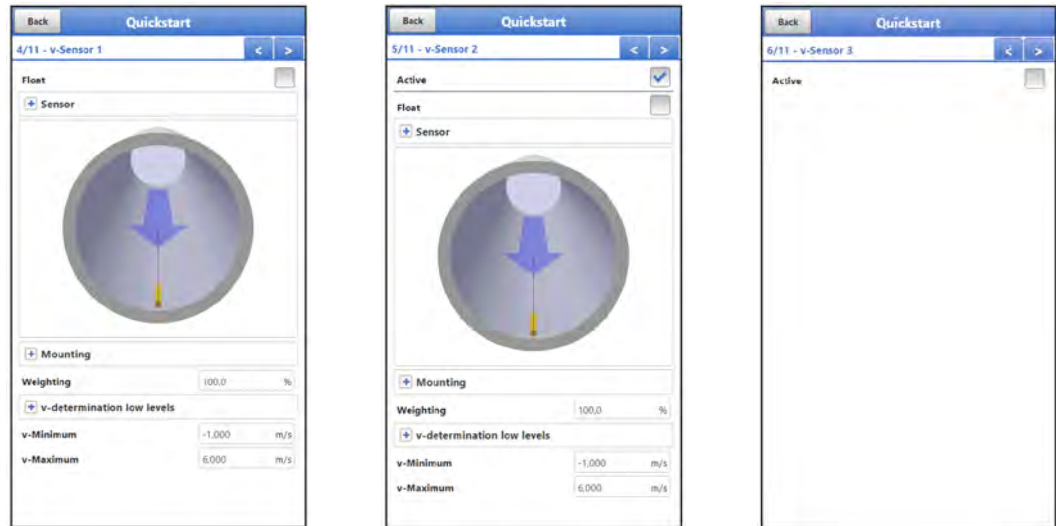 Back Quickstart
4/11 - v-Sensor 1 < >
Float
+ Sensor
+ Mounting
Weighting 100,0 %
+ v-determination low levels
v-Minimum -1,000 m/s
v-Maximum 6,000 m/s
Back Quickstart
5/11 - v-Sensor 2 < >
Active
Float
+ Sensor
+ Mounting
Weighting 100,0 %
+ v-determination low levels
v-Minimum -1,000 m/s
v-Maximum 6,000 m/s
Back Quickstart
6/11 - v-Sensor 3 < >
Active